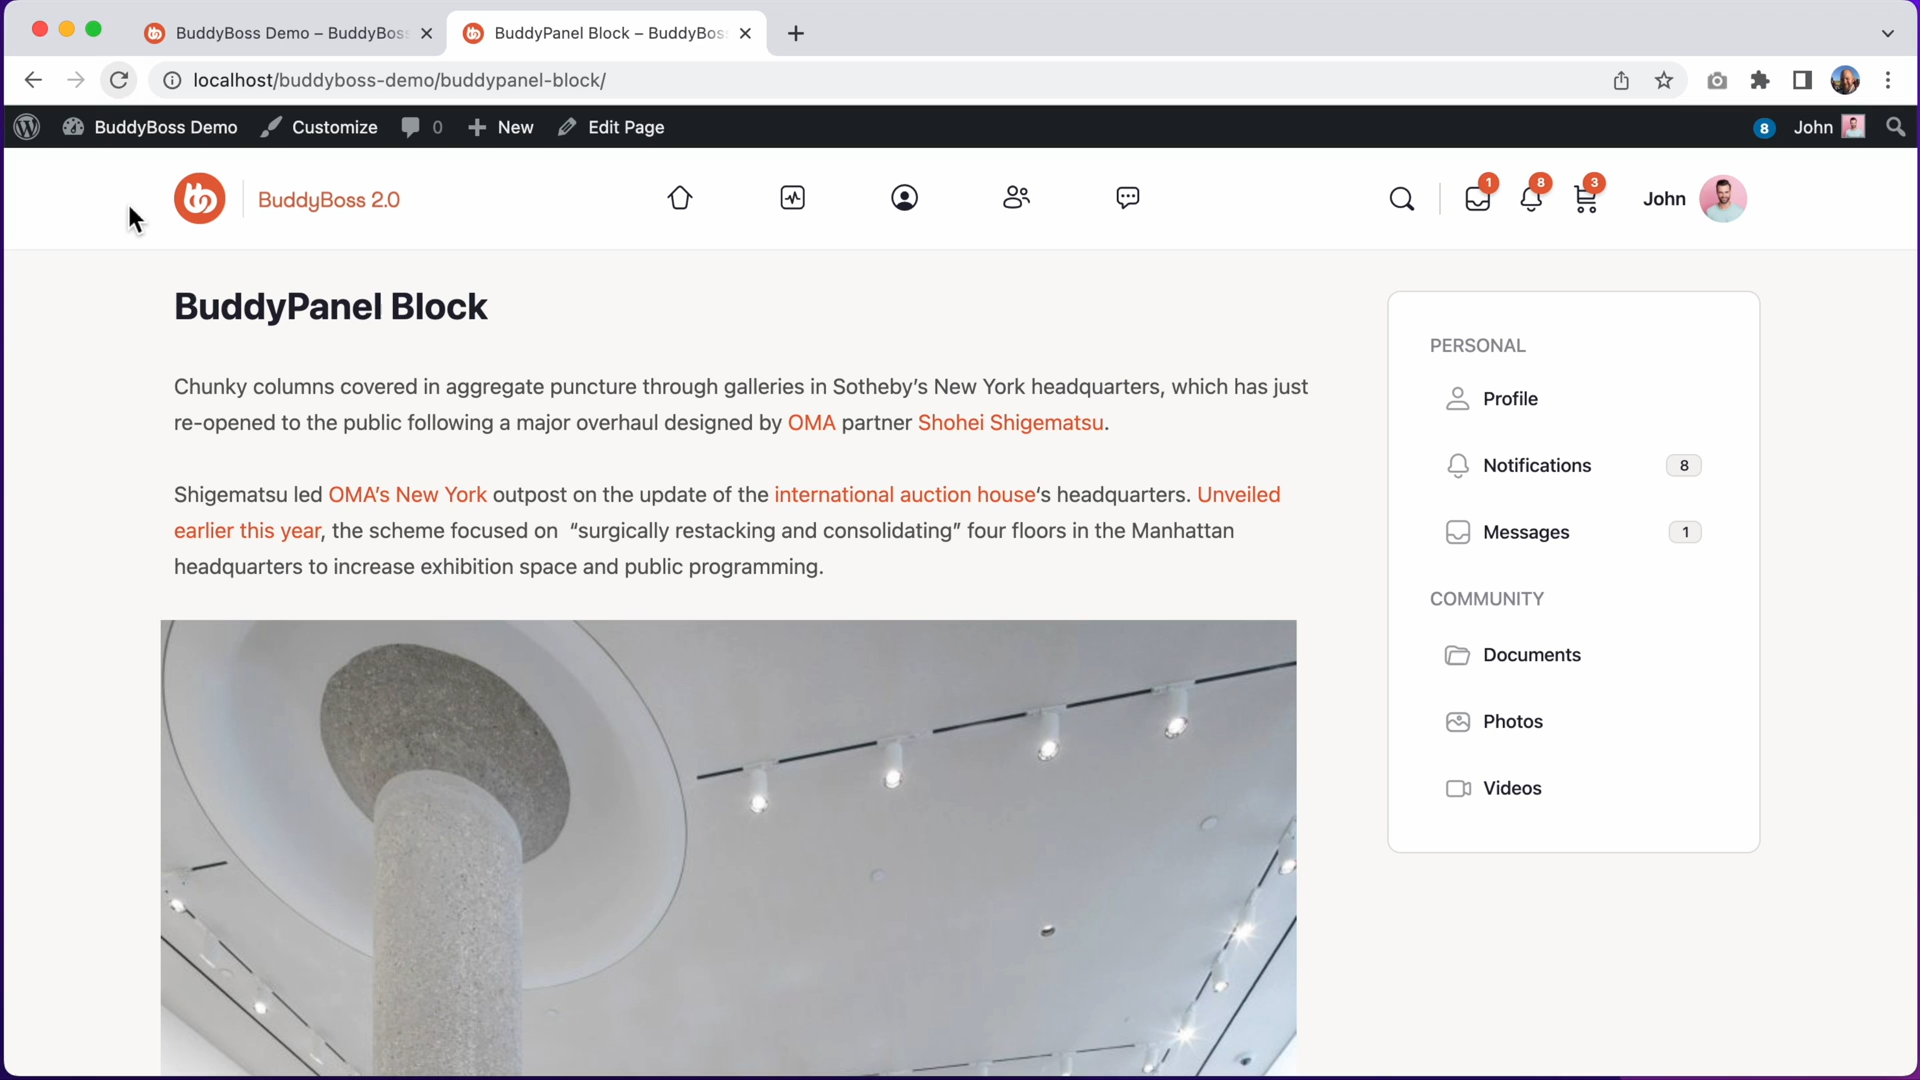 BuddyBoss Demo – BuddyBoss
BuddyPanel Block – BuddyBos
localhost/buddyboss-demo/buddypanel-block/
BuddyBoss Demo
Customize
0
New
Edit Page
8
John
BuddyBoss 2.0
1
8
3
John
BuddyPanel Block
Chunky columns covered in aggregate puncture through galleries in Sotheby’s New York headquarters, which has just
re-opened to the public following a major overhaul designed by OMA partner Shohei Shigematsu.
Shigematsu led OMA’s New York outpost on the update of the international auction house‘s headquarters. Unveiled
earlier this year, the scheme focused on “surgically restacking and consolidating” four floors in the Manhattan
headquarters to increase exhibition space and public programming.
PERSONAL
Profile
Notifications 8
Messages 1
COMMUNITY
Documents
Photos
Videos